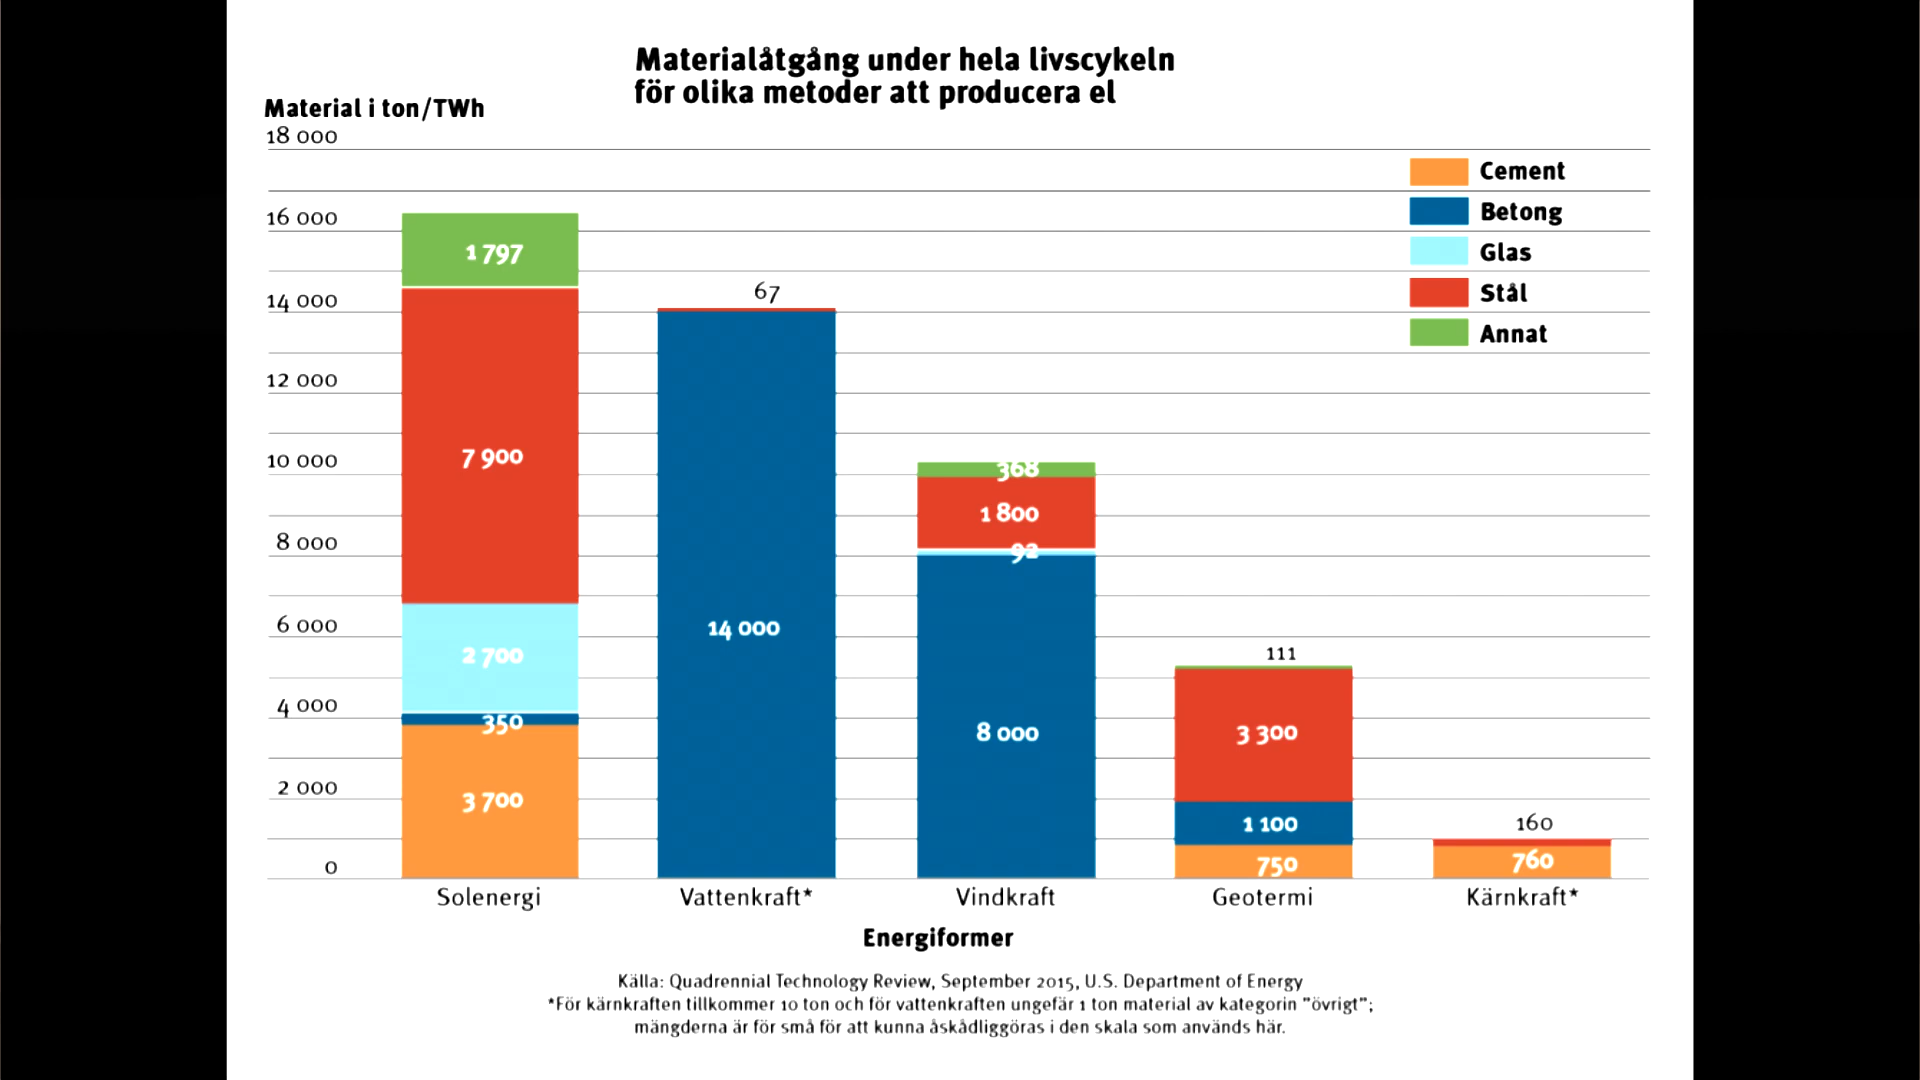 Materialåtgång under hela livscykeln
för olika metoder att producera el
Material i ton/TWh
18 000
16 000
14 000
12 000
10 000
8 000
6 000
4 000
2 000
0
Cement
Betong
Glas
Stål
Annat
1 797
7 900
2 700
350
3 700
67
14 000
368
1 800
92
8 000
111
3 300
1 100
750
160
760
Solenergi
Vattenkraft*
Vindkraft
Geotermi
Kärnkraft*
Energiformer
Källa: Quadrennial Technology Review, September 2015, U.S. Department of Energy
*För kärnkraften tillkommer 10 ton och för vattenkraften ungefär 1 ton material av kategorin ”övrigt”;
mängderna är för små för att kunna åskådliggöras i den skala som används här.